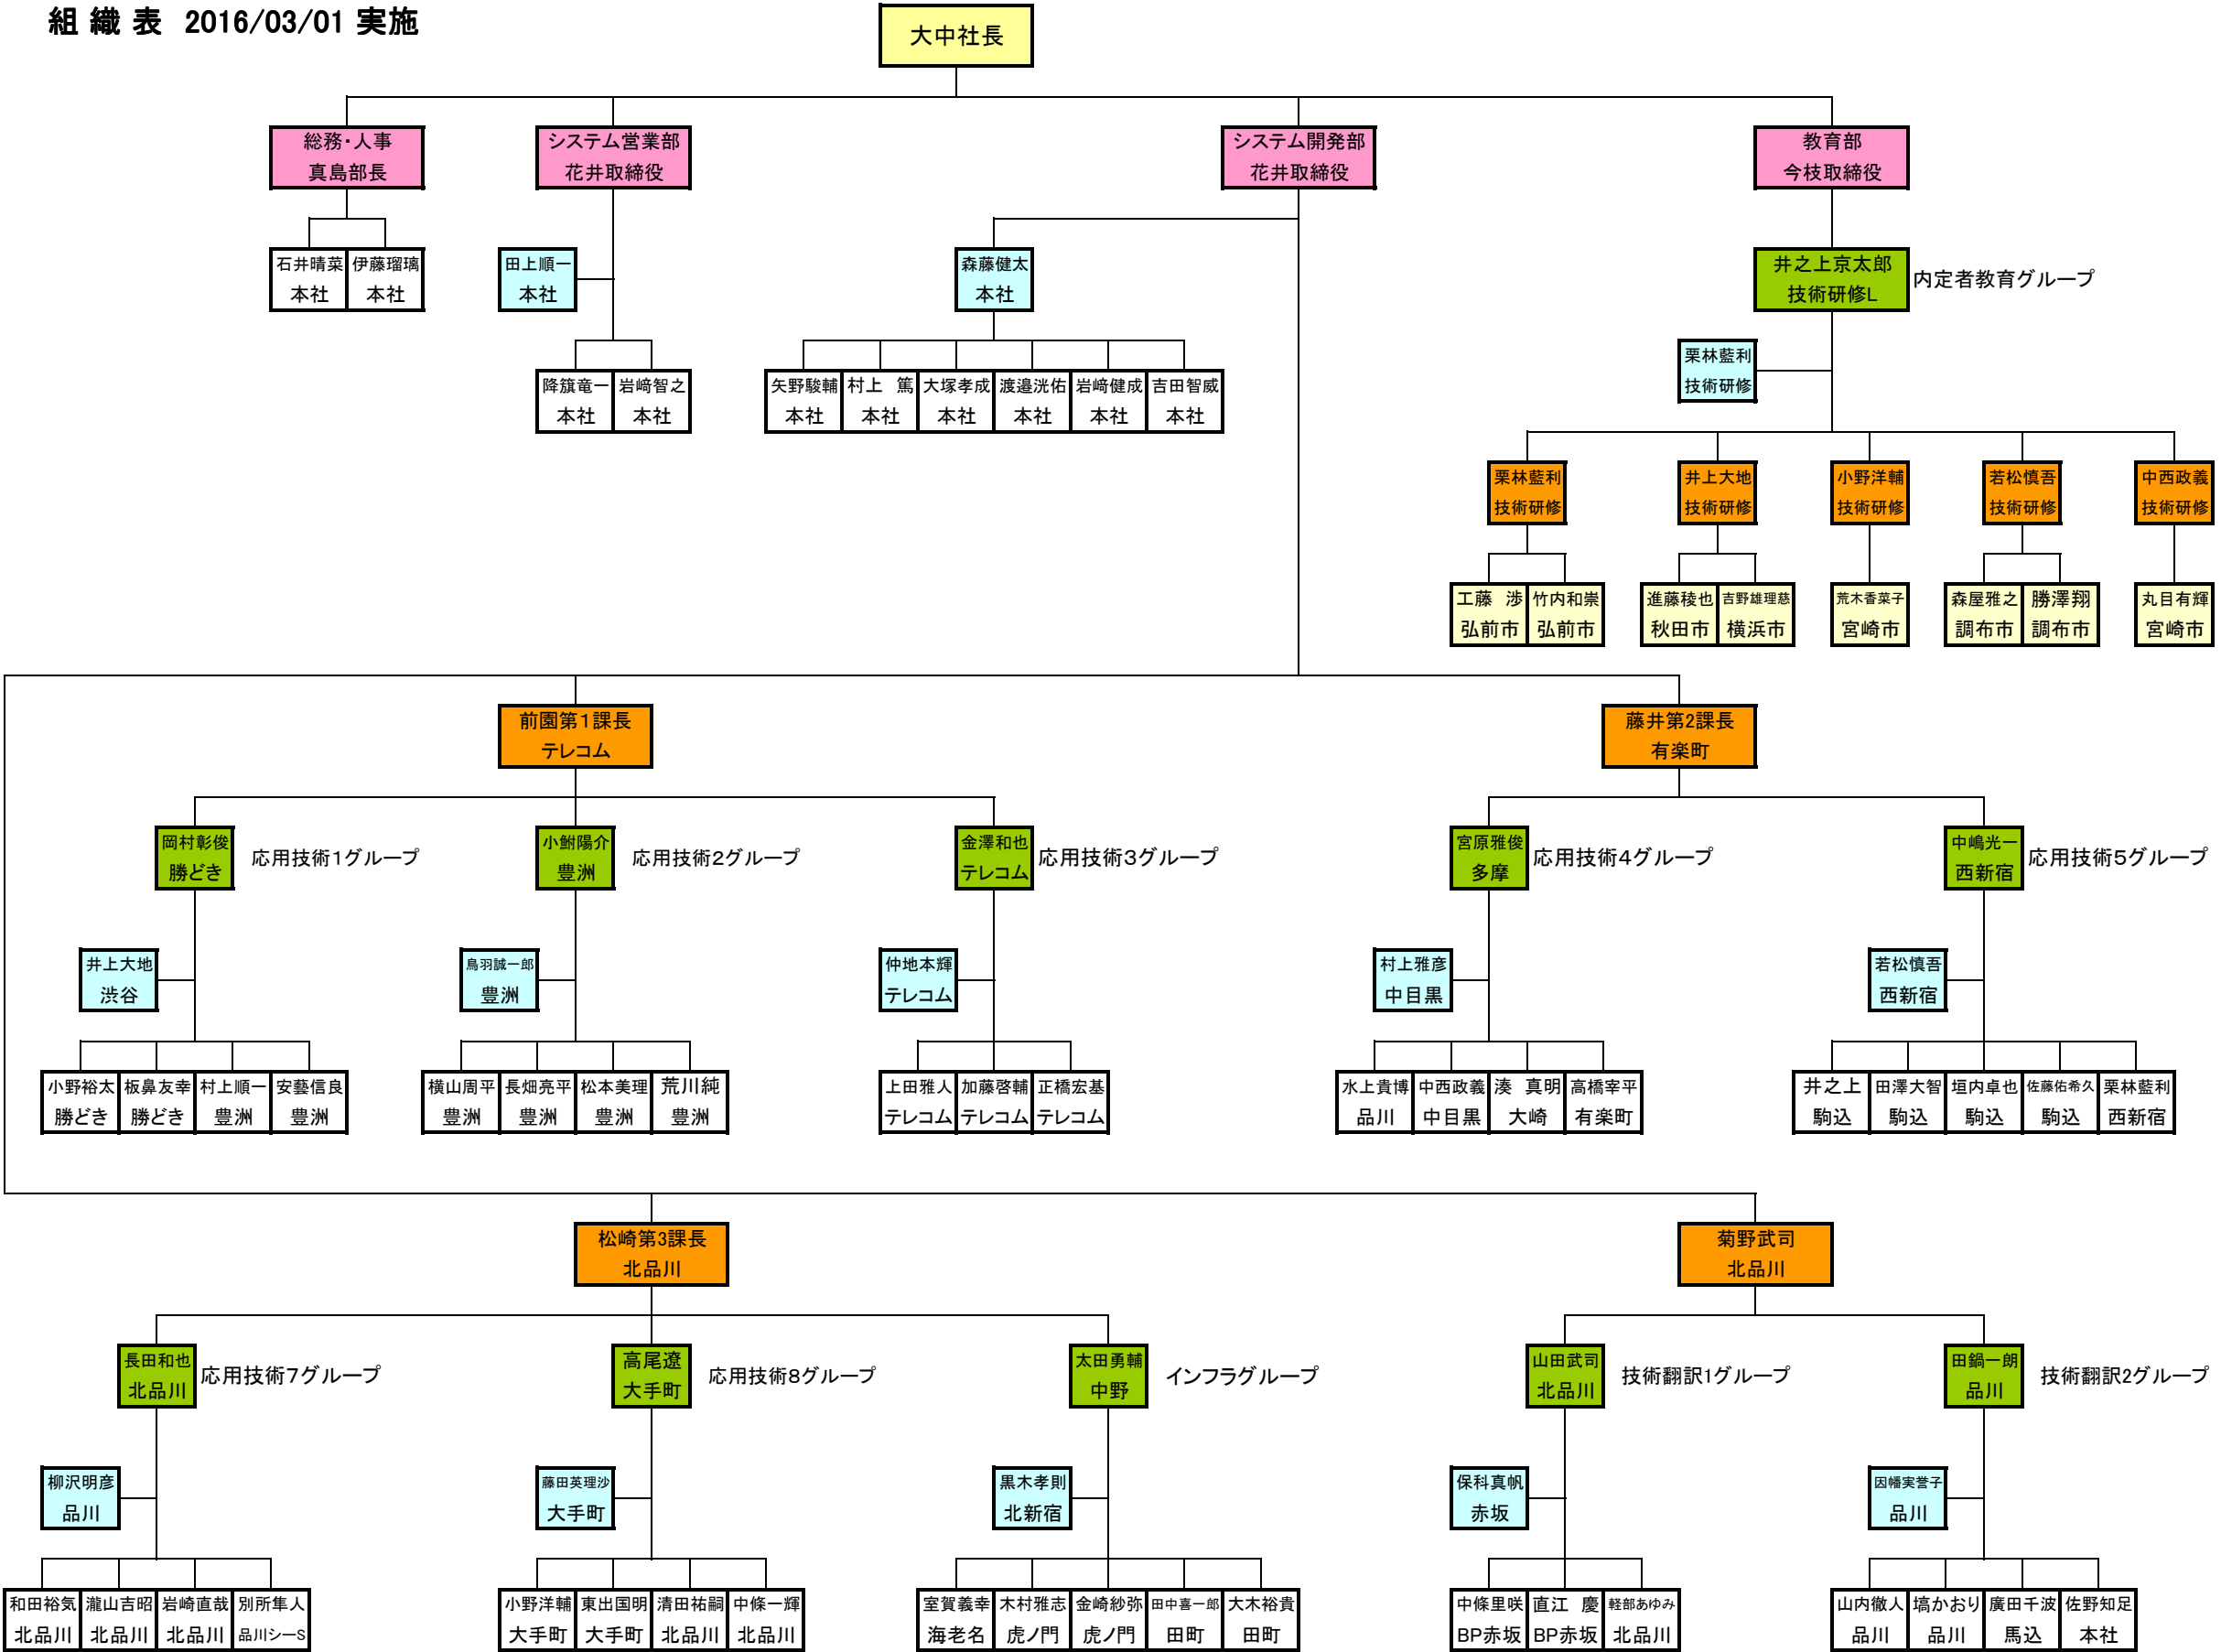 組 織 表 2016/03/01 実施
大中社長
総務・人事
真島部長
システム営業部
花井取締役
システム開発部
花井取締役
教育部
今枝取締役
石井晴菜
本社
伊藤瑠璃
本社
田上順一
本社
森藤健太
本社
井之上京太郎
技術研修L
内定者教育グループ
栗林藍利
技術研修
降籏竜一
本社
岩﨑智之
本社
矢野駿輔
本社
村上 篤
本社
大塚孝成
本社
渡邉洸佑
本社
岩﨑健成
本社
吉田智威
本社
栗林藍利
技術研修
井上大地
技術研修
小野洋輔
技術研修
若松慎吾
技術研修
中西政義
技術研修
工藤 渉
弘前市
竹内和崇
弘前市
進藤稜也
秋田市
吉野雄理慈
横浜市
荒木香菜子
宮崎市
森屋雅之
調布市
勝澤翔
調布市
丸目有輝
宮崎市
前園第1課長
テレコム
藤井第2課長
有楽町
岡村彰俊
勝どき
応用技術1グループ
小鮒陽介
豊洲
応用技術2グループ
金澤和也
テレコム
応用技術3グループ
宮原雅俊
多摩
応用技術4グループ
中嶋光一
西新宿
応用技術5グループ
井上大地
渋谷
鳥羽誠一郎
豊洲
仲地本輝
テレコム
村上雅彦
中目黒
若松慎吾
西新宿
小野裕太
勝どき
板鼻友幸
勝どき
村上順一
豊洲
安藝信良
豊洲
横山周平
豊洲
長畑亮平
豊洲
松本美理
豊洲
荒川純
豊洲
上田雅人
テレコム
加藤啓輔
テレコム
正橋宏基
テレコム
水上貴博
品川
中西政義
中目黒
湊 真明
大崎
高橋宰平
有楽町
井之上
駒込
田澤大智
駒込
垣内卓也
駒込
佐藤佑希久
駒込
栗林藍利
西新宿
松崎第3課長
北品川
菊野武司
北品川
長田和也
北品川
応用技術7グループ
高尾遼
大手町
応用技術8グループ
太田勇輔
中野
インフラグループ
山田武司
北品川
技術翻訳1グループ
田鍋一朗
品川
技術翻訳2グループ
柳沢明彦
品川
藤田英理沙
大手町
黒木孝則
北新宿
保科真帆
赤坂
因幡実誉子
品川
和田裕気
北品川
瀧山吉昭
北品川
岩崎直哉
北品川
別所隼人
品川シーS
小野洋輔
大手町
東出国明
大手町
清田祐嗣
北品川
中條一輝
北品川
室賀義幸
海老名
木村雅志
虎ノ門
金崎紗弥
虎ノ門
田中喜一郎
田町
大木裕貴
田町
中條里咲
BP赤坂
直江 慶
BP赤坂
軽部あゆみ
北品川
山内徹人
品川
塙かおり
品川
廣田千波
馬込
佐野知足
本社